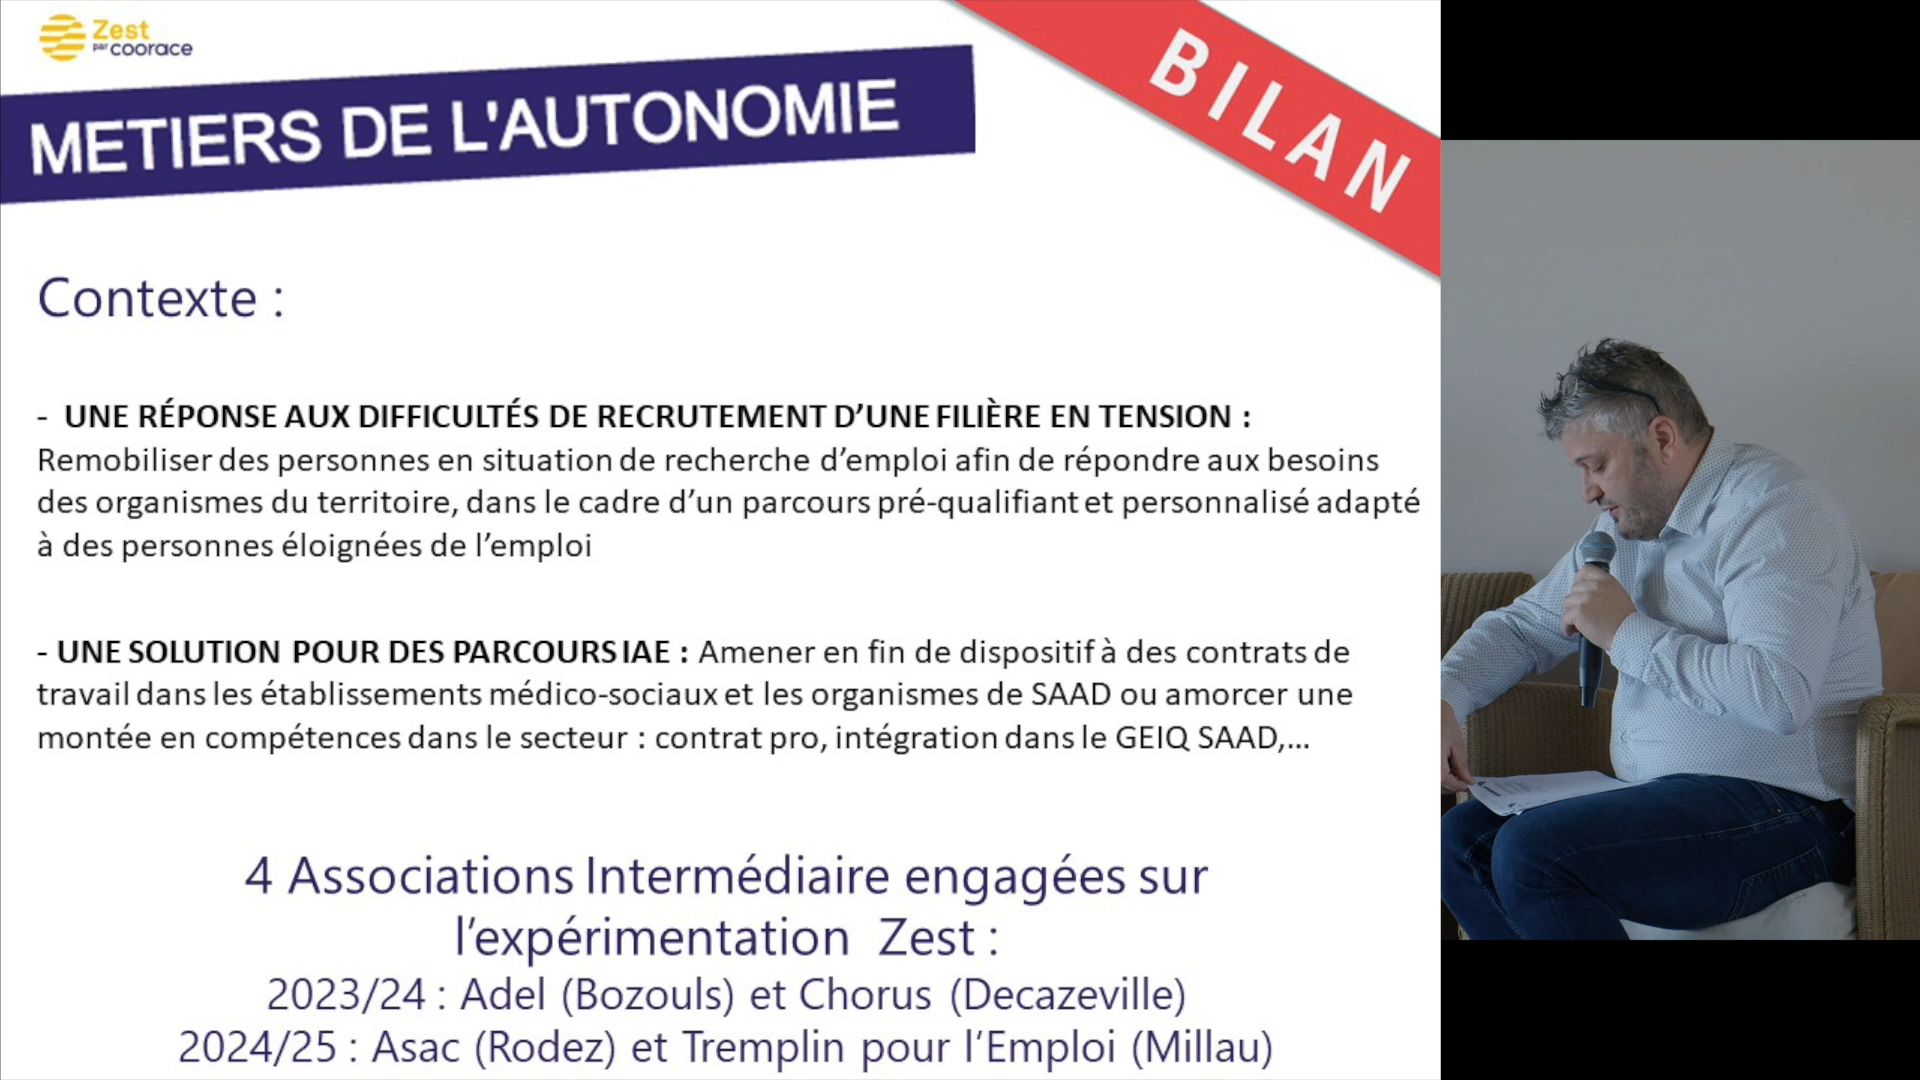 Zest
par coorace
METIERS DE L'AUTONOMIE
BILAN
Contexte :
- UNE RÉPONSE AUX DIFFICULTÉS DE RECRUTEMENT D’UNE FILIÈRE EN TENSION :
Remobiliser des personnes en situation de recherche d’emploi afin de répondre aux besoins
des organismes du territoire, dans le cadre d’un parcours pré-qualifiant et personnalisé adapté
à des personnes éloignées de l’emploi
- UNE SOLUTION POUR DES PARCOURS IAE : Amener en fin de dispositif à des contrats de
travail dans les établissements médico-sociaux et les organismes de SAAD ou amorcer une
montée en compétences dans le secteur : contrat pro, intégration dans le GEIQ SAAD,...
4 Associations Intermédiaire engagées sur
l’expérimentation Zest :
2023/24 : Adel (Bozouls) et Chorus (Decazeville)
2024/25 : Asac (Rodez) et Tremplin pour l’Emploi (Millau)